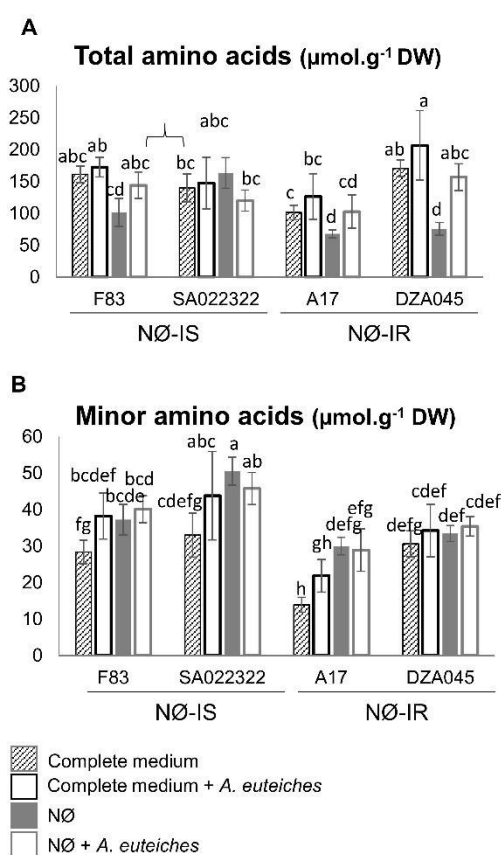 A
Total amino acids (µmol.g⁻¹ DW)
300
250
200
150
100
50
0
abc ab cd abc
bc abc bc
c bc d cd
ab a d abc
F83 SA022322 A17 DZA045
NØ-IS NØ-IR
B
Minor amino acids (µmol.g⁻¹ DW)
60
50
40
30
20
10
0
fg bcdef bcde bcd
cdefg abc a ab
h gh defg efg
defg cdef def cdef
F83 SA022322 A17 DZA045
NØ-IS NØ-IR
Complete medium
Complete medium + A. euteiches
NØ
NØ + A. euteiches